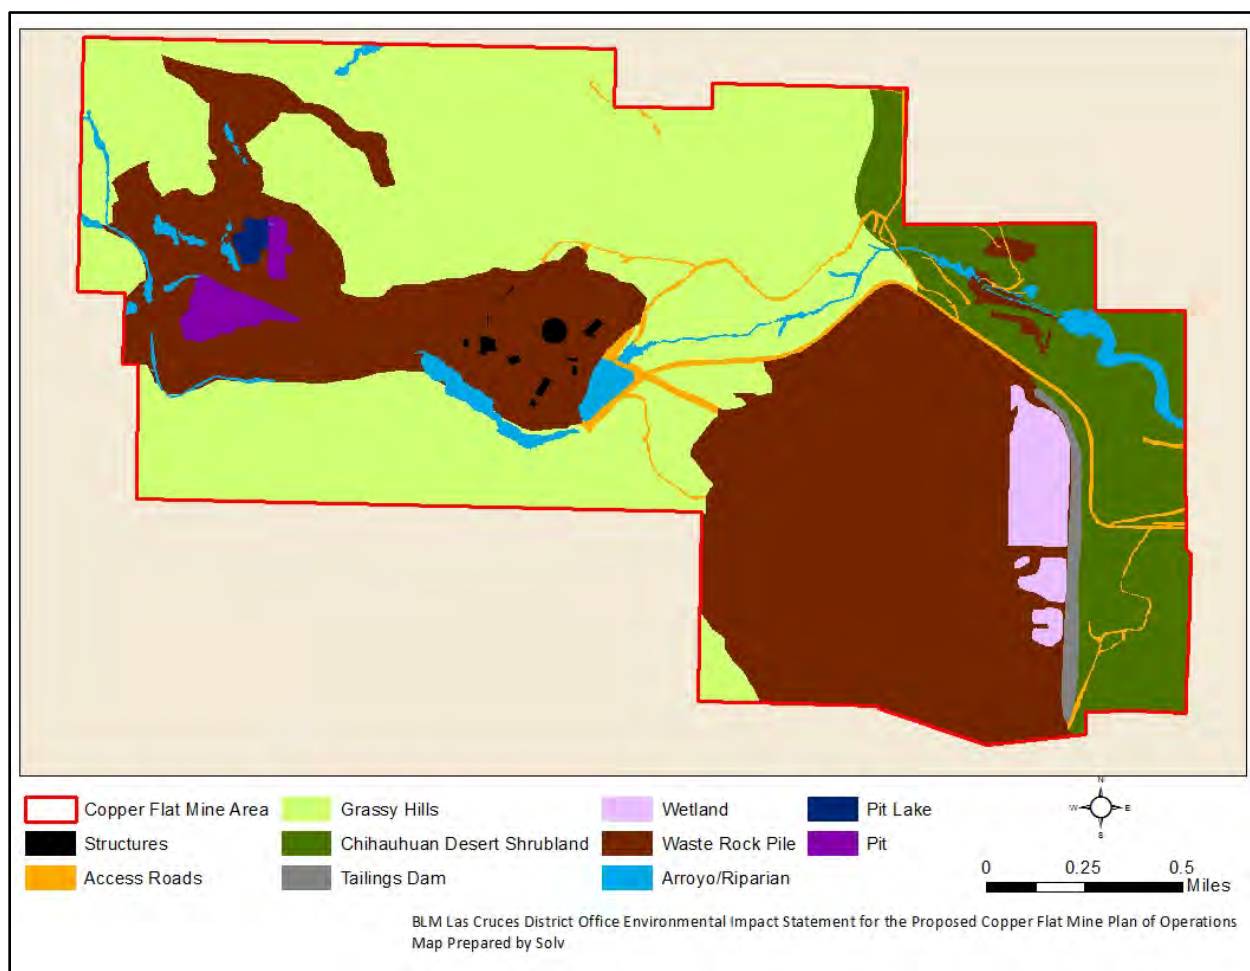 Copper Flat Mine Area
Grassy Hills
Wetland
Pit Lake
Structures
Chihauhuan Desert Shrubland
Waste Rock Pile
Pit
Access Roads
Tailings Dam
Arroyo/Riparian
N
W E
S
0 0.25 0.5
Miles
BLM Las Cruces District Office Environmental Impact Statement for the Proposed Copper Flat Mine Plan of Operations
Map Prepared by Solv